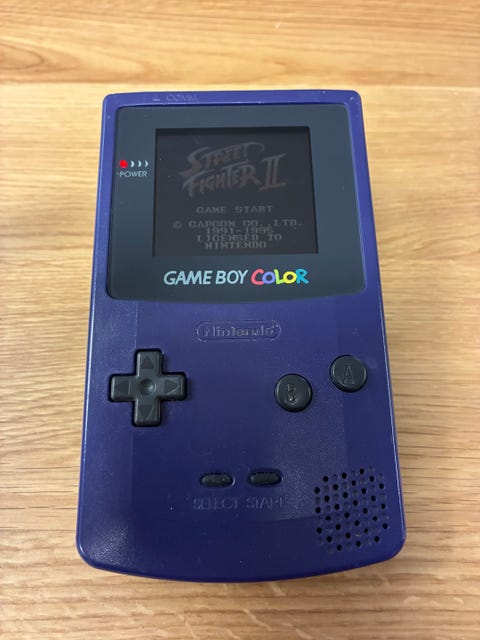 COMM.
POWER
STREET
FIGHTER II
GAME START
© CAPCOM CO., LTD.
1991-1996
LICENSED TO
NINTENDO
GAME BOY COLOR
Nintendo
B A
SELECT START